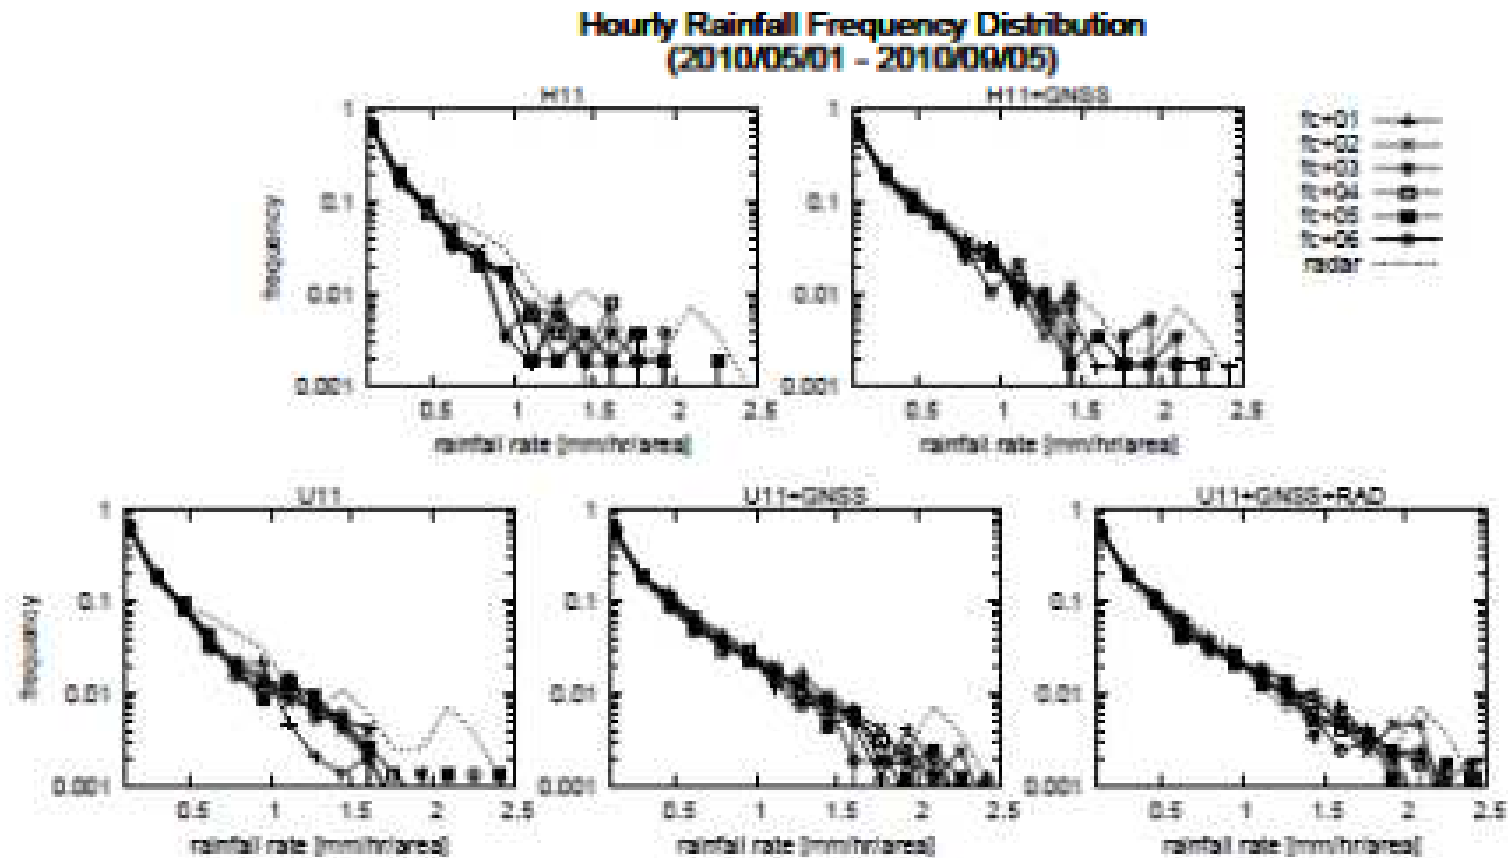 Hourly Rainfall Frequency Distribution
(2010/05/01 - 2010/09/05)
H11
H11+GNSS
1
0.1
0.01
0.001
frequency
0.5 1 1.5 2 2.5
rainfall rate [mm/hr/area]
1
0.1
0.01
0.001
0.5 1 1.5 2 2.5
rainfall rate [mm/hr/area]
fc+01
fc+02
fc+03
fc+04
fc+05
fc+06
radar
U11
U11+GNSS
U11+GNSS+RAD
1
0.1
0.01
0.001
frequency
0.5 1 1.5 2 2.5
rainfall rate [mm/hr/area]
1
0.1
0.01
0.001
0.5 1 1.5 2 2.5
rainfall rate [mm/hr/area]
1
0.1
0.01
0.001
0.5 1 1.5 2 2.5
rainfall rate [mm/hr/area]